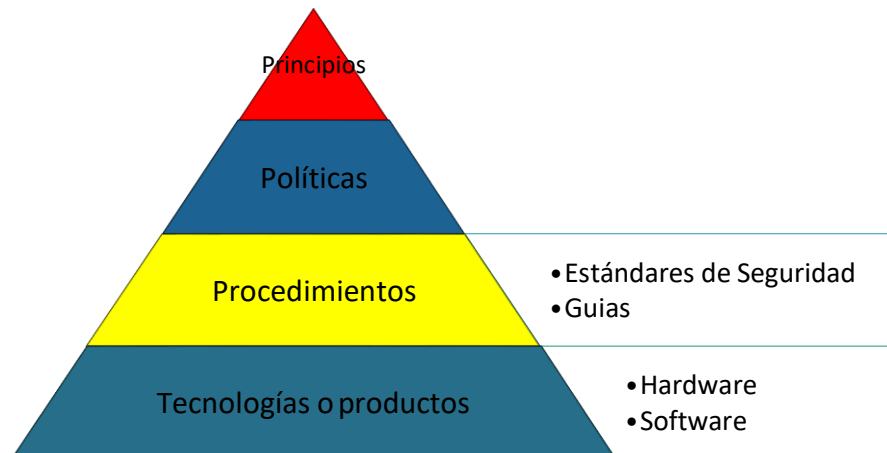 Principios
Políticas
Procedimientos
•Estándares de Seguridad
•Guias
Tecnologías o productos
•Hardware
•Software